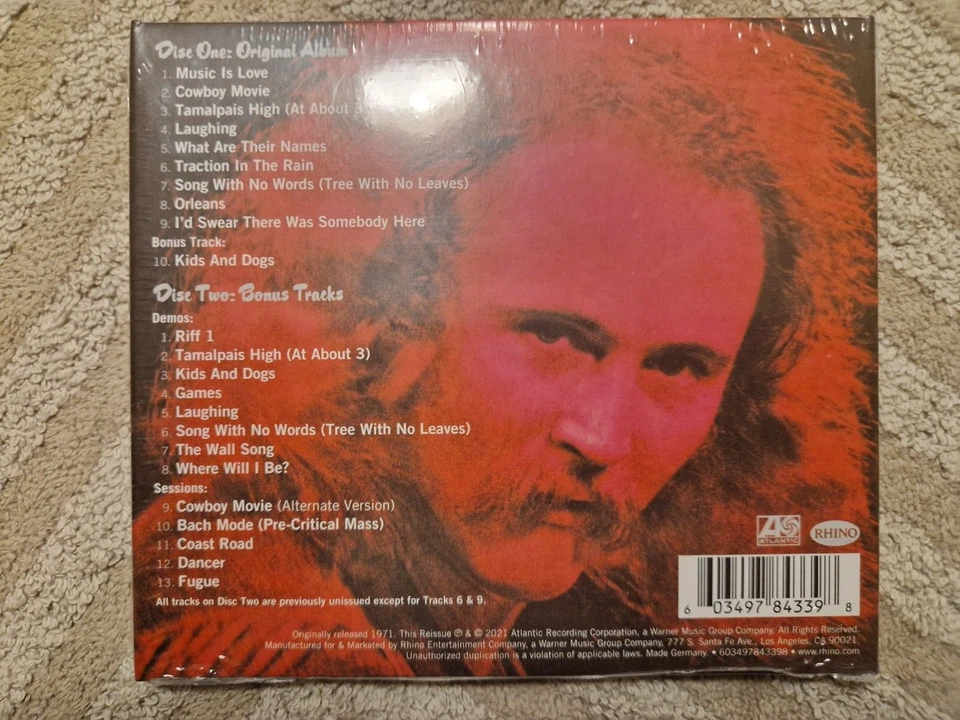 Disc One: Original Album
1. Music Is Love
2. Cowboy Movie
3. Tamalpais High (At About 3
4. Laughing
5. What Are Their Names
6. Traction In The Rain
7. Song With No Words (Tree With No Leaves)
8. Orleans
9. I'd Swear There Was Somebody Here
Bonus Track:
10. Kids And Dogs
Disc Two: Bonus Tracks
Demos:
1. Riff 1
2. Tamalpais High (At About 3)
3. Kids And Dogs
4. Games
5. Laughing
6. Song With No Words (Tree With No Leaves)
7. The Wall Song
8. Where Will I Be?
Sessions:
9. Cowboy Movie (Alternate Version)
10. Bach Mode (Pre-Critical Mass)
11. Coast Road
12. Dancer
13. Fugue
All tracks on Disc Two are previously unissued except for Tracks 6 & 9.
ATLANTIC
RHINO
6 03497 84339 8
Originally released 1971. This Reissue ℗ & © 2021 Atlantic Recording Corporation, a Warner Music Group Company. All Rights Reserved.
Manufactured for & Marketed by Rhino Entertainment Company, a Warner Music Group Company, 777 S. Santa Fe Ave., Los Angeles, CA 90021.
Unauthorized duplication is a violation of applicable laws. Made Germany. • 603497843398 • www.rhino.com